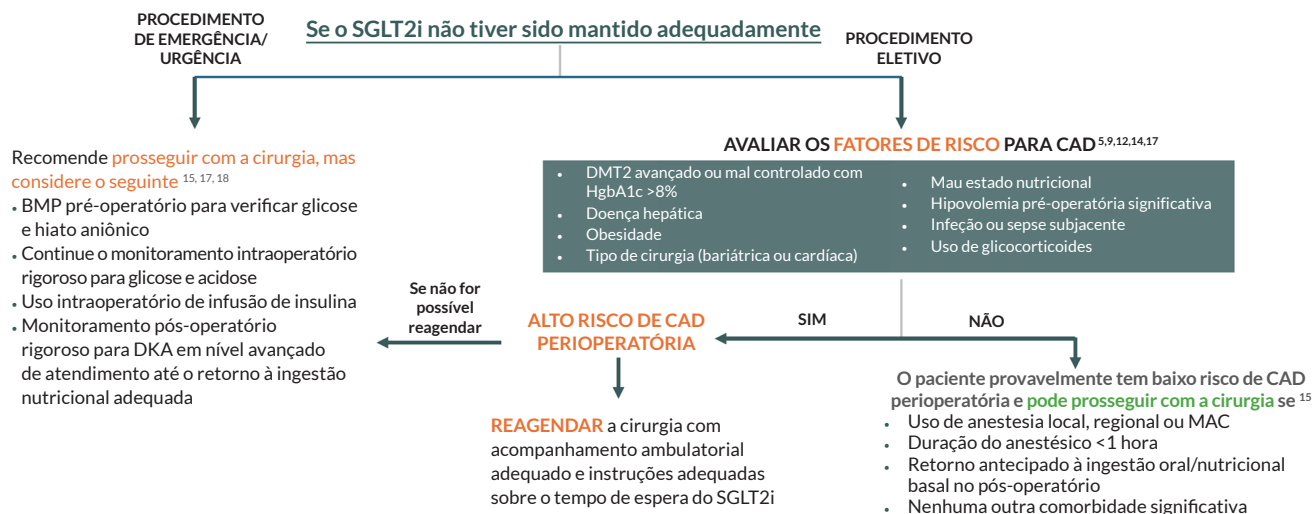 Se o SGLT2i não tiver sido mantido adequadamente
PROCEDIMENTO
DE EMERGÊNCIA/
URGÊNCIA
PROCEDIMENTO
ELETIVO
Recomende prosseguir com a cirurgia, mas
considere o seguinte 15, 17, 18
• BMP pré-operatório para verificar glicose
e hiato aniônico
• Continue o monitoramento intraoperatório
rigoroso para glicose e acidose
• Uso intraoperatório de infusão de insulina
• Monitoramento pós-operatório
rigoroso para DKA em nível avançado
de atendimento até o retorno à ingestão
nutricional adequada
AVALIAR OS FATORES DE RISCO PARA CAD 5,9,12,14,17
• DMT2 avançado ou mal controlado com
HgbA1c >8%
• Doença hepática
• Obesidade
• Tipo de cirurgia (bariátrica ou cardíaca)
• Mau estado nutricional
• Hipovolemia pré-operatória significativa
• Infeção ou sepse subjacente
• Uso de glicocorticoides
SIM
NÃO
Se não for
possível
reagendar
ALTO RISCO DE CAD
PERIOPERATÓRIA
REAGENDAR a cirurgia com
acompanhamento ambulatorial
adequado e instruções adequadas
sobre o tempo de espera do SGLT2i
O paciente provavelmente tem baixo risco de CAD
perioperatória e pode prosseguir com a cirurgia se 15
• Uso de anestesia local, regional ou MAC
• Duração do anestésico <1 hora
• Retorno antecipado à ingestão oral/nutricional
basal no pós-operatório
• Nenhuma outra comorbidade significativa